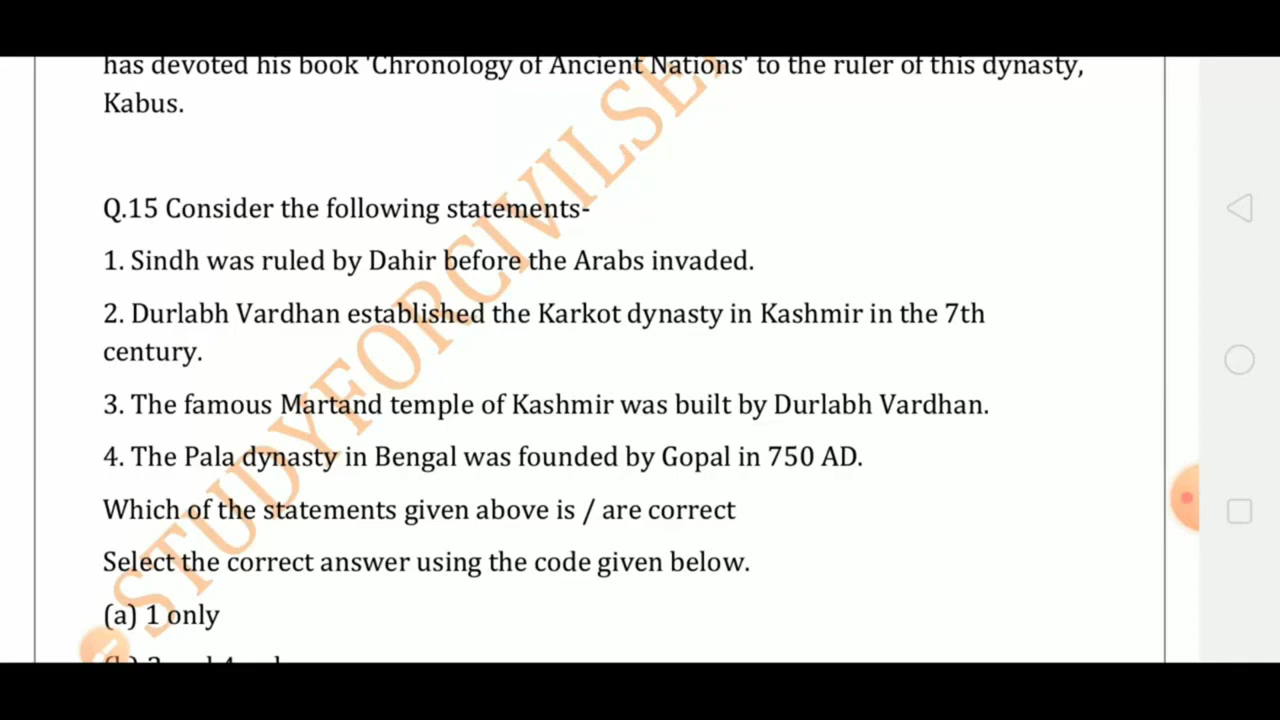 has devoted his book 'Chronology of Ancient Nations' to the ruler of this dynasty,
Kabus.
Q.15 Consider the following statements-
1. Sindh was ruled by Dahir before the Arabs invaded.
2. Durlabh Vardhan established the Karkot dynasty in Kashmir in the 7th
century.
3. The famous Martand temple of Kashmir was built by Durlabh Vardhan.
4. The Pala dynasty in Bengal was founded by Gopal in 750 AD.
Which of the statements given above is / are correct
Select the correct answer using the code given below.
(a) 1 only
STUDYFORCIVILSE